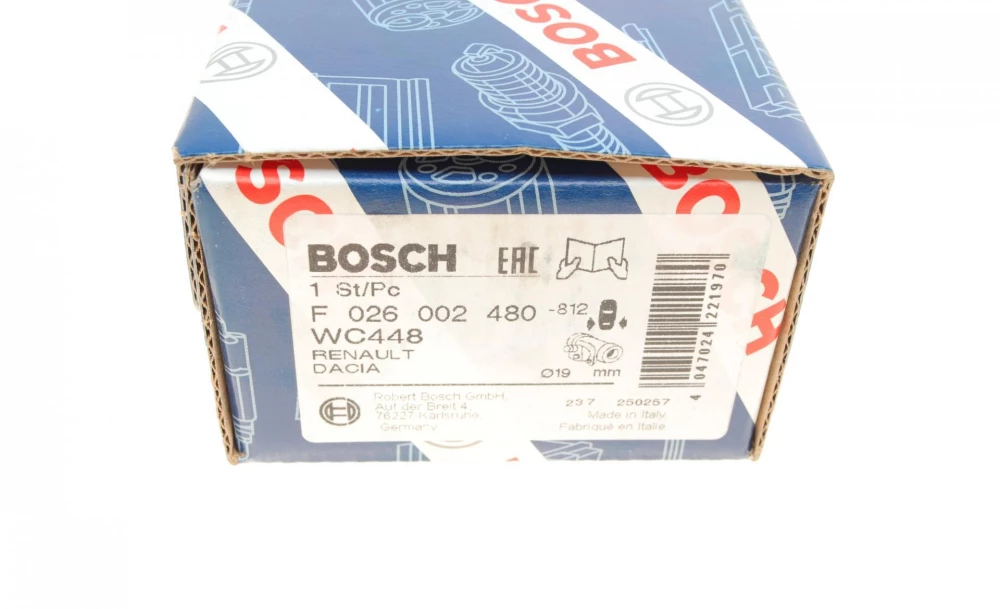 BOSCH
BOSCH
BOSCH EAC
1 St/Pc
F 026 002 480 -812
WC448
RENAULT
DACIA
Ø19 mm
Robert Bosch GmbH,
Auf der Breit 4,
76227-Karlsruhe,
Germany
237 250257
Made in Italy
Fabriqué en Italie
4 047024 221970